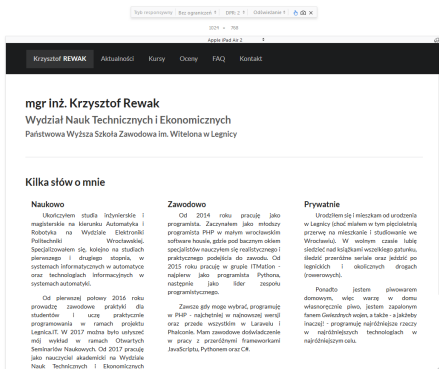 Tryb responsywny Bez ograniczeń DPR: 2 Odświeżania
1024 × 768
Apple iPad Air 2
Krzysztof REWAK Aktualności Kursy Oceny FAQ Kontakt
mgr inż. Krzysztof Rewak
Wydział Nauk Technicznych i Ekonomicznych
Państwowa Wyższa Szkoła Zawodowa im. Witelona w Legnicy
Kilka słów o mnie
Naukowo
Ukończyłem studia inżynierskie i
magisterskie na kierunku Automatyka i
Robotyka na Wydziale Elektroniki
Politechniki Wrocławskiej.
Specjalizowałem się, kolejno na studiach
pierwszego i drugiego stopnia, w
systemach informatycznych w automatyce
oraz technologiach informacyjnych w
systemach automatyki.
Od pierwszej połowy 2016 roku
prowadzę zawodowe praktyki dla
studentów i uczę praktycznie
programowania w ramach projektu
Legnica.IT. W 2017 można było usłyszeć
mój wykład w ramach Otwartych
Seminariów Naukowych. Od 2017 pracuję
jako nauczyciel akademicki na Wydziale
Nauk Technicznych i Ekonomicznych
Zawodowo
Od 2014 roku pracuję jako
programista. Zaczynałem jako młodszy
programista PHP w małym wrocławskim
software housie, gdzie pod bacznym okiem
specjalistów nauczyłem się realistycznego i
praktycznego podejścia do zawodu. Od
2015 roku pracuję w grupie ITMation -
najpierw jako programista Pythona,
następnie jako lider zespołu
programistycznego.
Zawsze gdy mogę wybrać, programuję
w PHP - najchętniej w najnowszej wersji
oraz przede wszystkim w Laravelu i
Phalconie. Mam zawodowe doświadczenie
w pracy z przeróżnymi frameworkami
JavaScriptu, Pythonem oraz C#.
Prywatnie
Urodziłem się i mieszkam od urodzenia
w Legnicy (choć miałem w tym pięcioletnią
przerwę na mieszkanie i studiowanie we
Wrocławiu). W wolnym czasie lubię
siedzieć nad książkami wszelkiego gatunku,
śledzić przeróżne seriale oraz jeździć po
legnickich i okolicznych drogach
(rowerowych).
Ponadto jestem piwowarem
domowym, więc warzę w domu
własnoręcznie piwo, jestem zapalonym
fanem Gwiezdnych wojen, a także - a jakżeby
inaczej! - programuję najróżniejsze rzeczy
w najróżniejszych technologiach w
najróżniejszym celu.